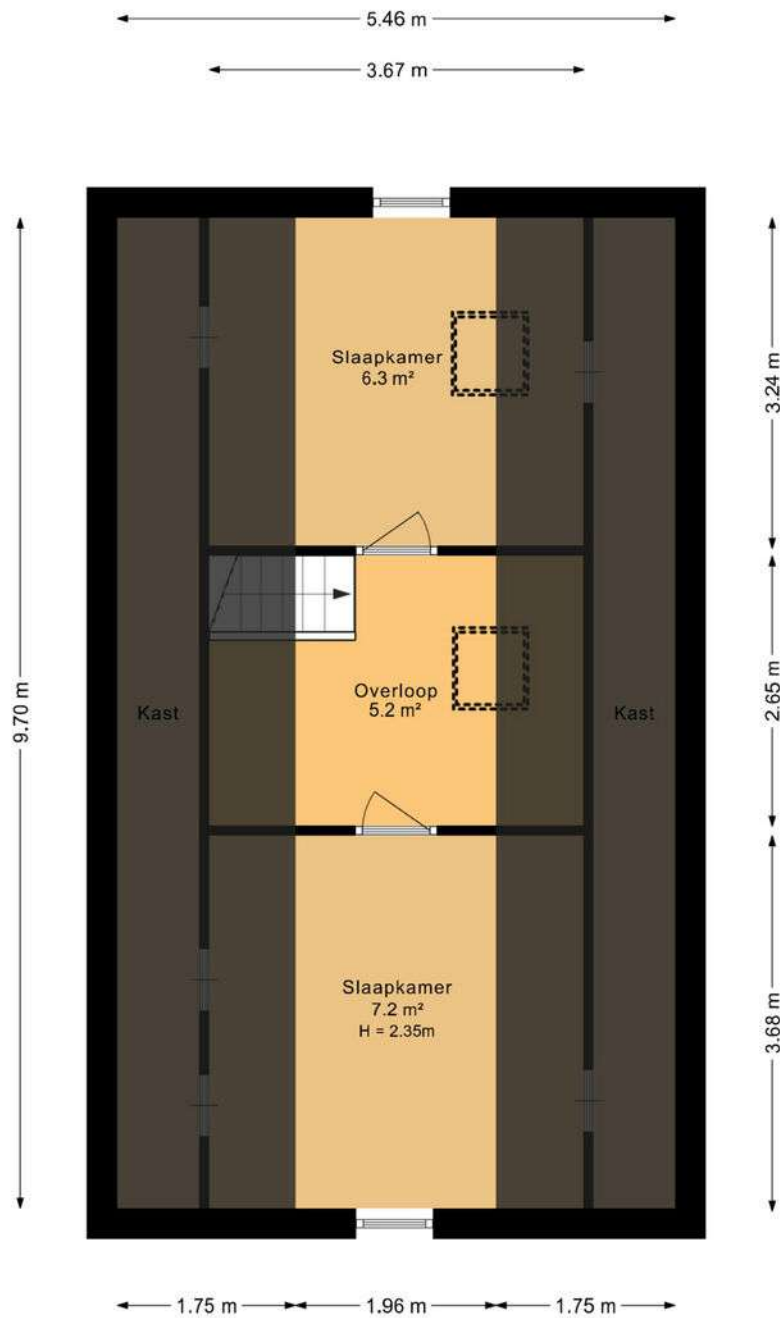 5.46 m
3.67 m
Slaapkamer
6.3 m²
3.24 m
9.70 m
Kast
Overloop
5.2 m²
Kast
2.65 m
Slaapkamer
7.2 m²
H = 2.35m
3.68 m
1.75 m
1.96 m
1.75 m